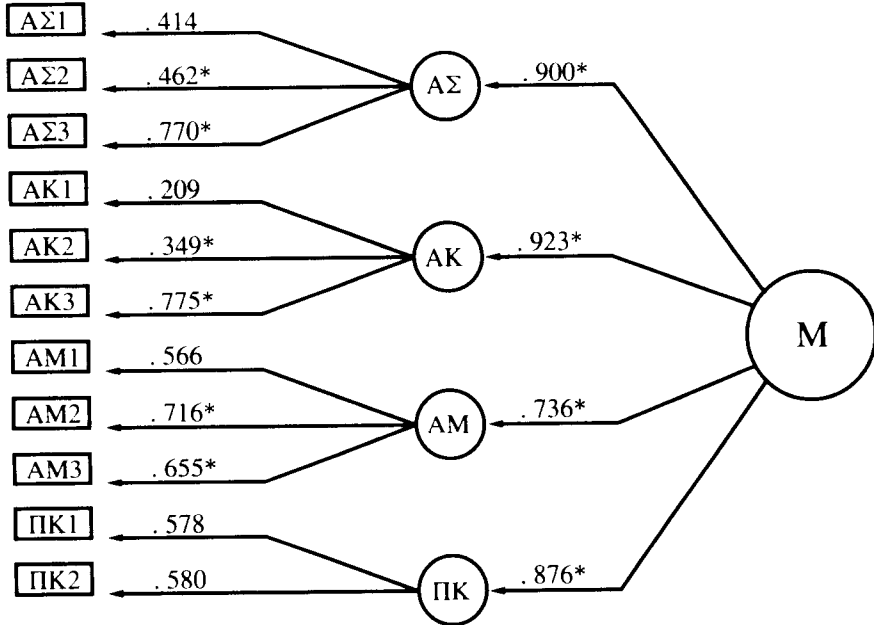 ΑΣ1 .414
ΑΣ2 .462* ΑΣ .900*
ΑΣ3 .770*
ΑΚ1 .209
ΑΚ2 .349* ΑΚ .923*
ΑΚ3 .775*
Μ
ΑΜ1 .566
ΑΜ2 .716* ΑΜ .736*
ΑΜ3 .655*
ΠΚ1 .578
ΠΚ2 .580 ΠΚ .876*